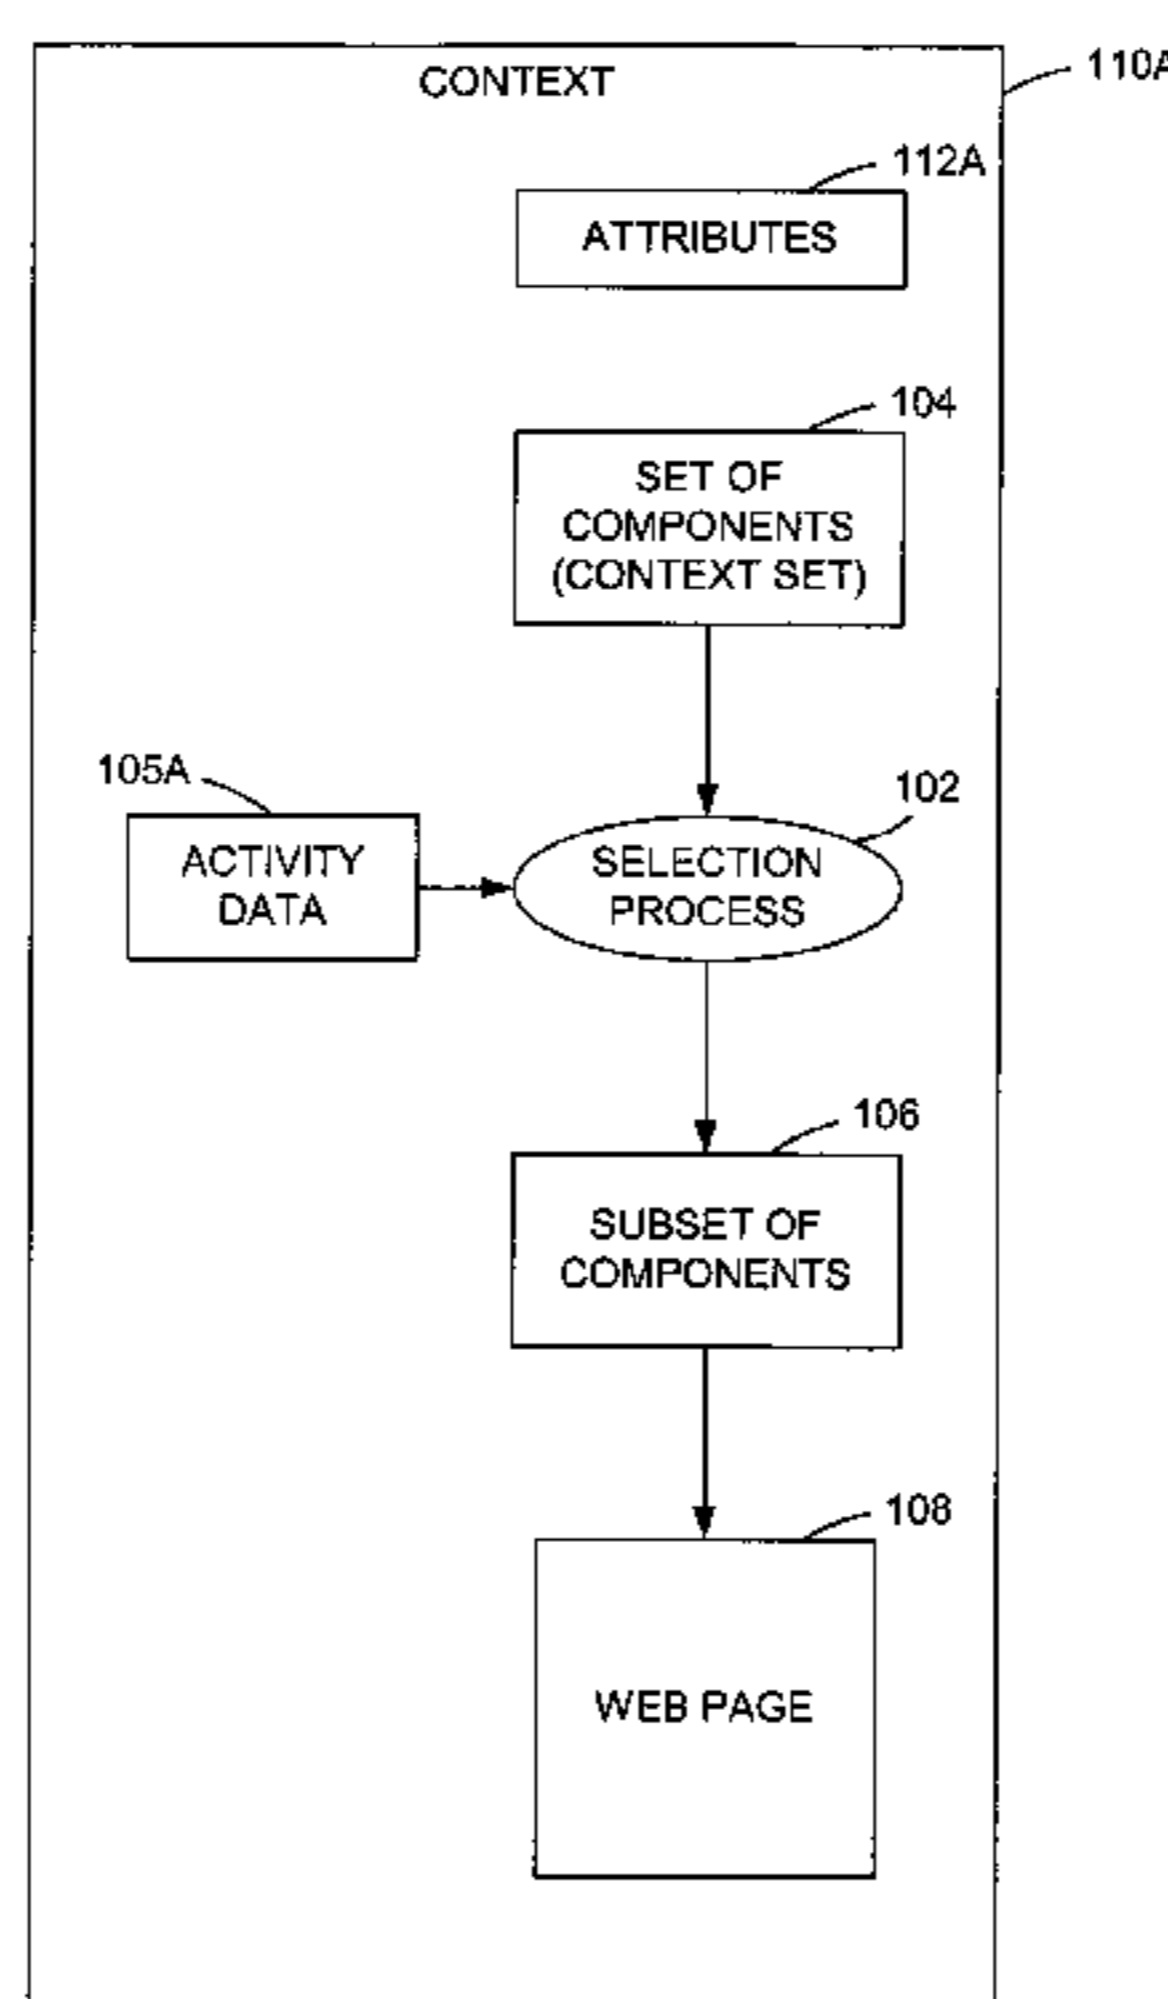 CONTEXT
110A
112A
ATTRIBUTES
104
SET OF
COMPONENTS
(CONTEXT SET)
105A
102
ACTIVITY
DATA
SELECTION
PROCESS
106
SUBSET OF
COMPONENTS
108
WEB PAGE